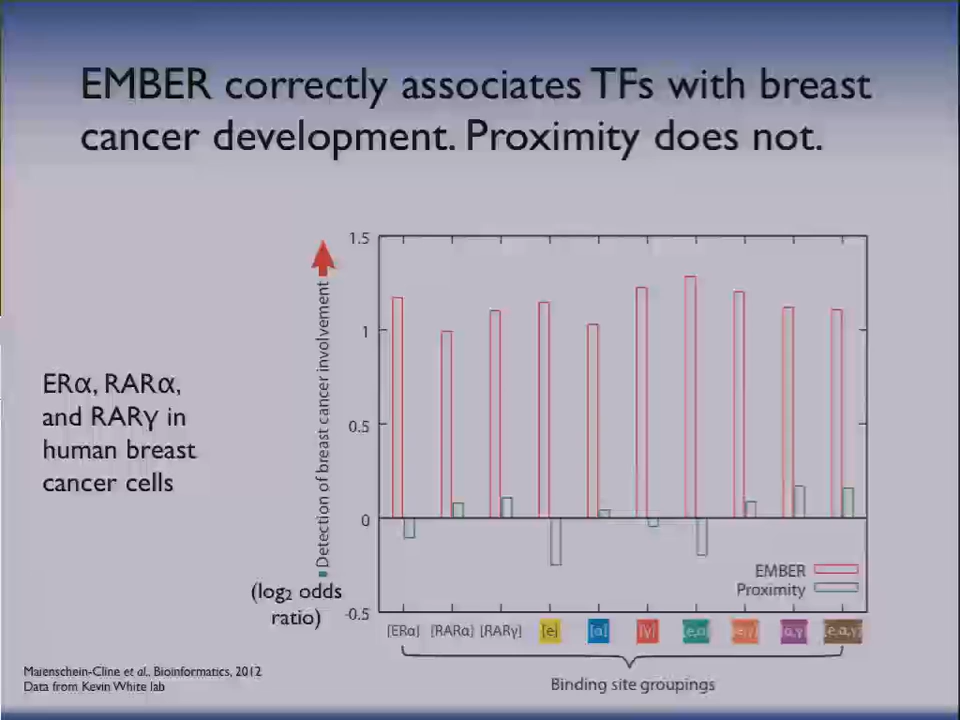 EMBER correctly associates TFs with breast
cancer development. Proximity does not.
ERα, RARα,
and RARγ in
human breast
cancer cells
Detection of breast cancer involvement
(log₂ odds
ratio)
1.5
1
0.5
0
-0.5
EMBER
Proximity
[ERα] [RARα] [RARγ] [e] [α] [γ] [e,α] [e,γ] [α,γ] [e,α,γ]
Binding site groupings
Maienschein-Cline et al., Bioinformatics, 2012
Data from Kevin White lab